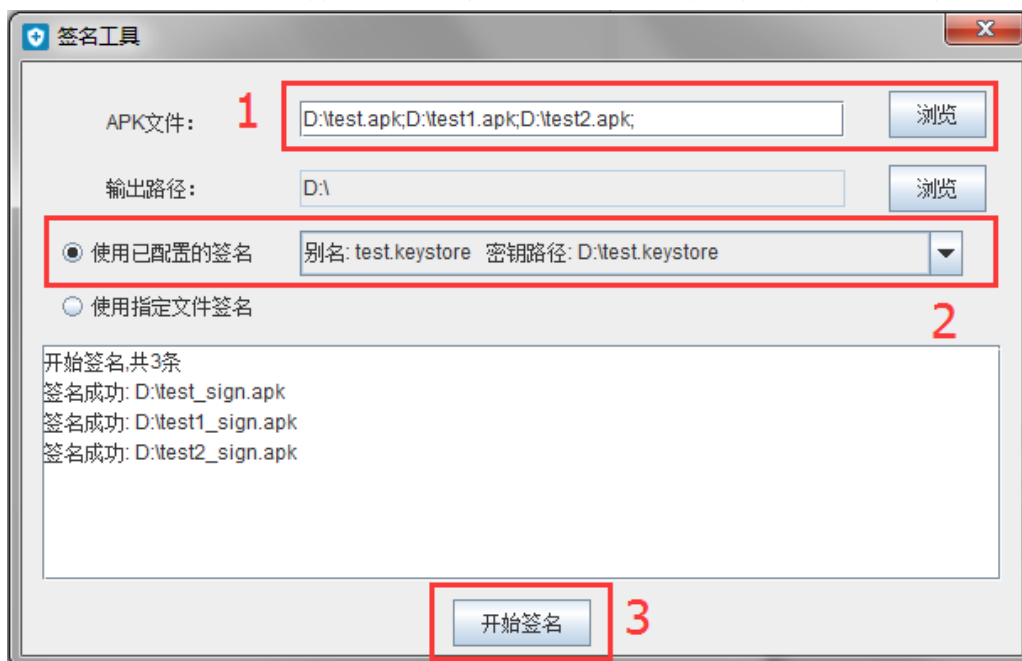 签名工具
APK文件： 1 D:\test.apk;D:\test1.apk;D:\test2.apk; 浏览
输出路径： D:\ 浏览
使用已配置的签名 别名: test.keystore 密钥路径: D:\test.keystore
使用指定文件签名 2
开始签名,共3条
签名成功: D:\test_sign.apk
签名成功: D:\test1_sign.apk
签名成功: D:\test2_sign.apk
开始签名 3